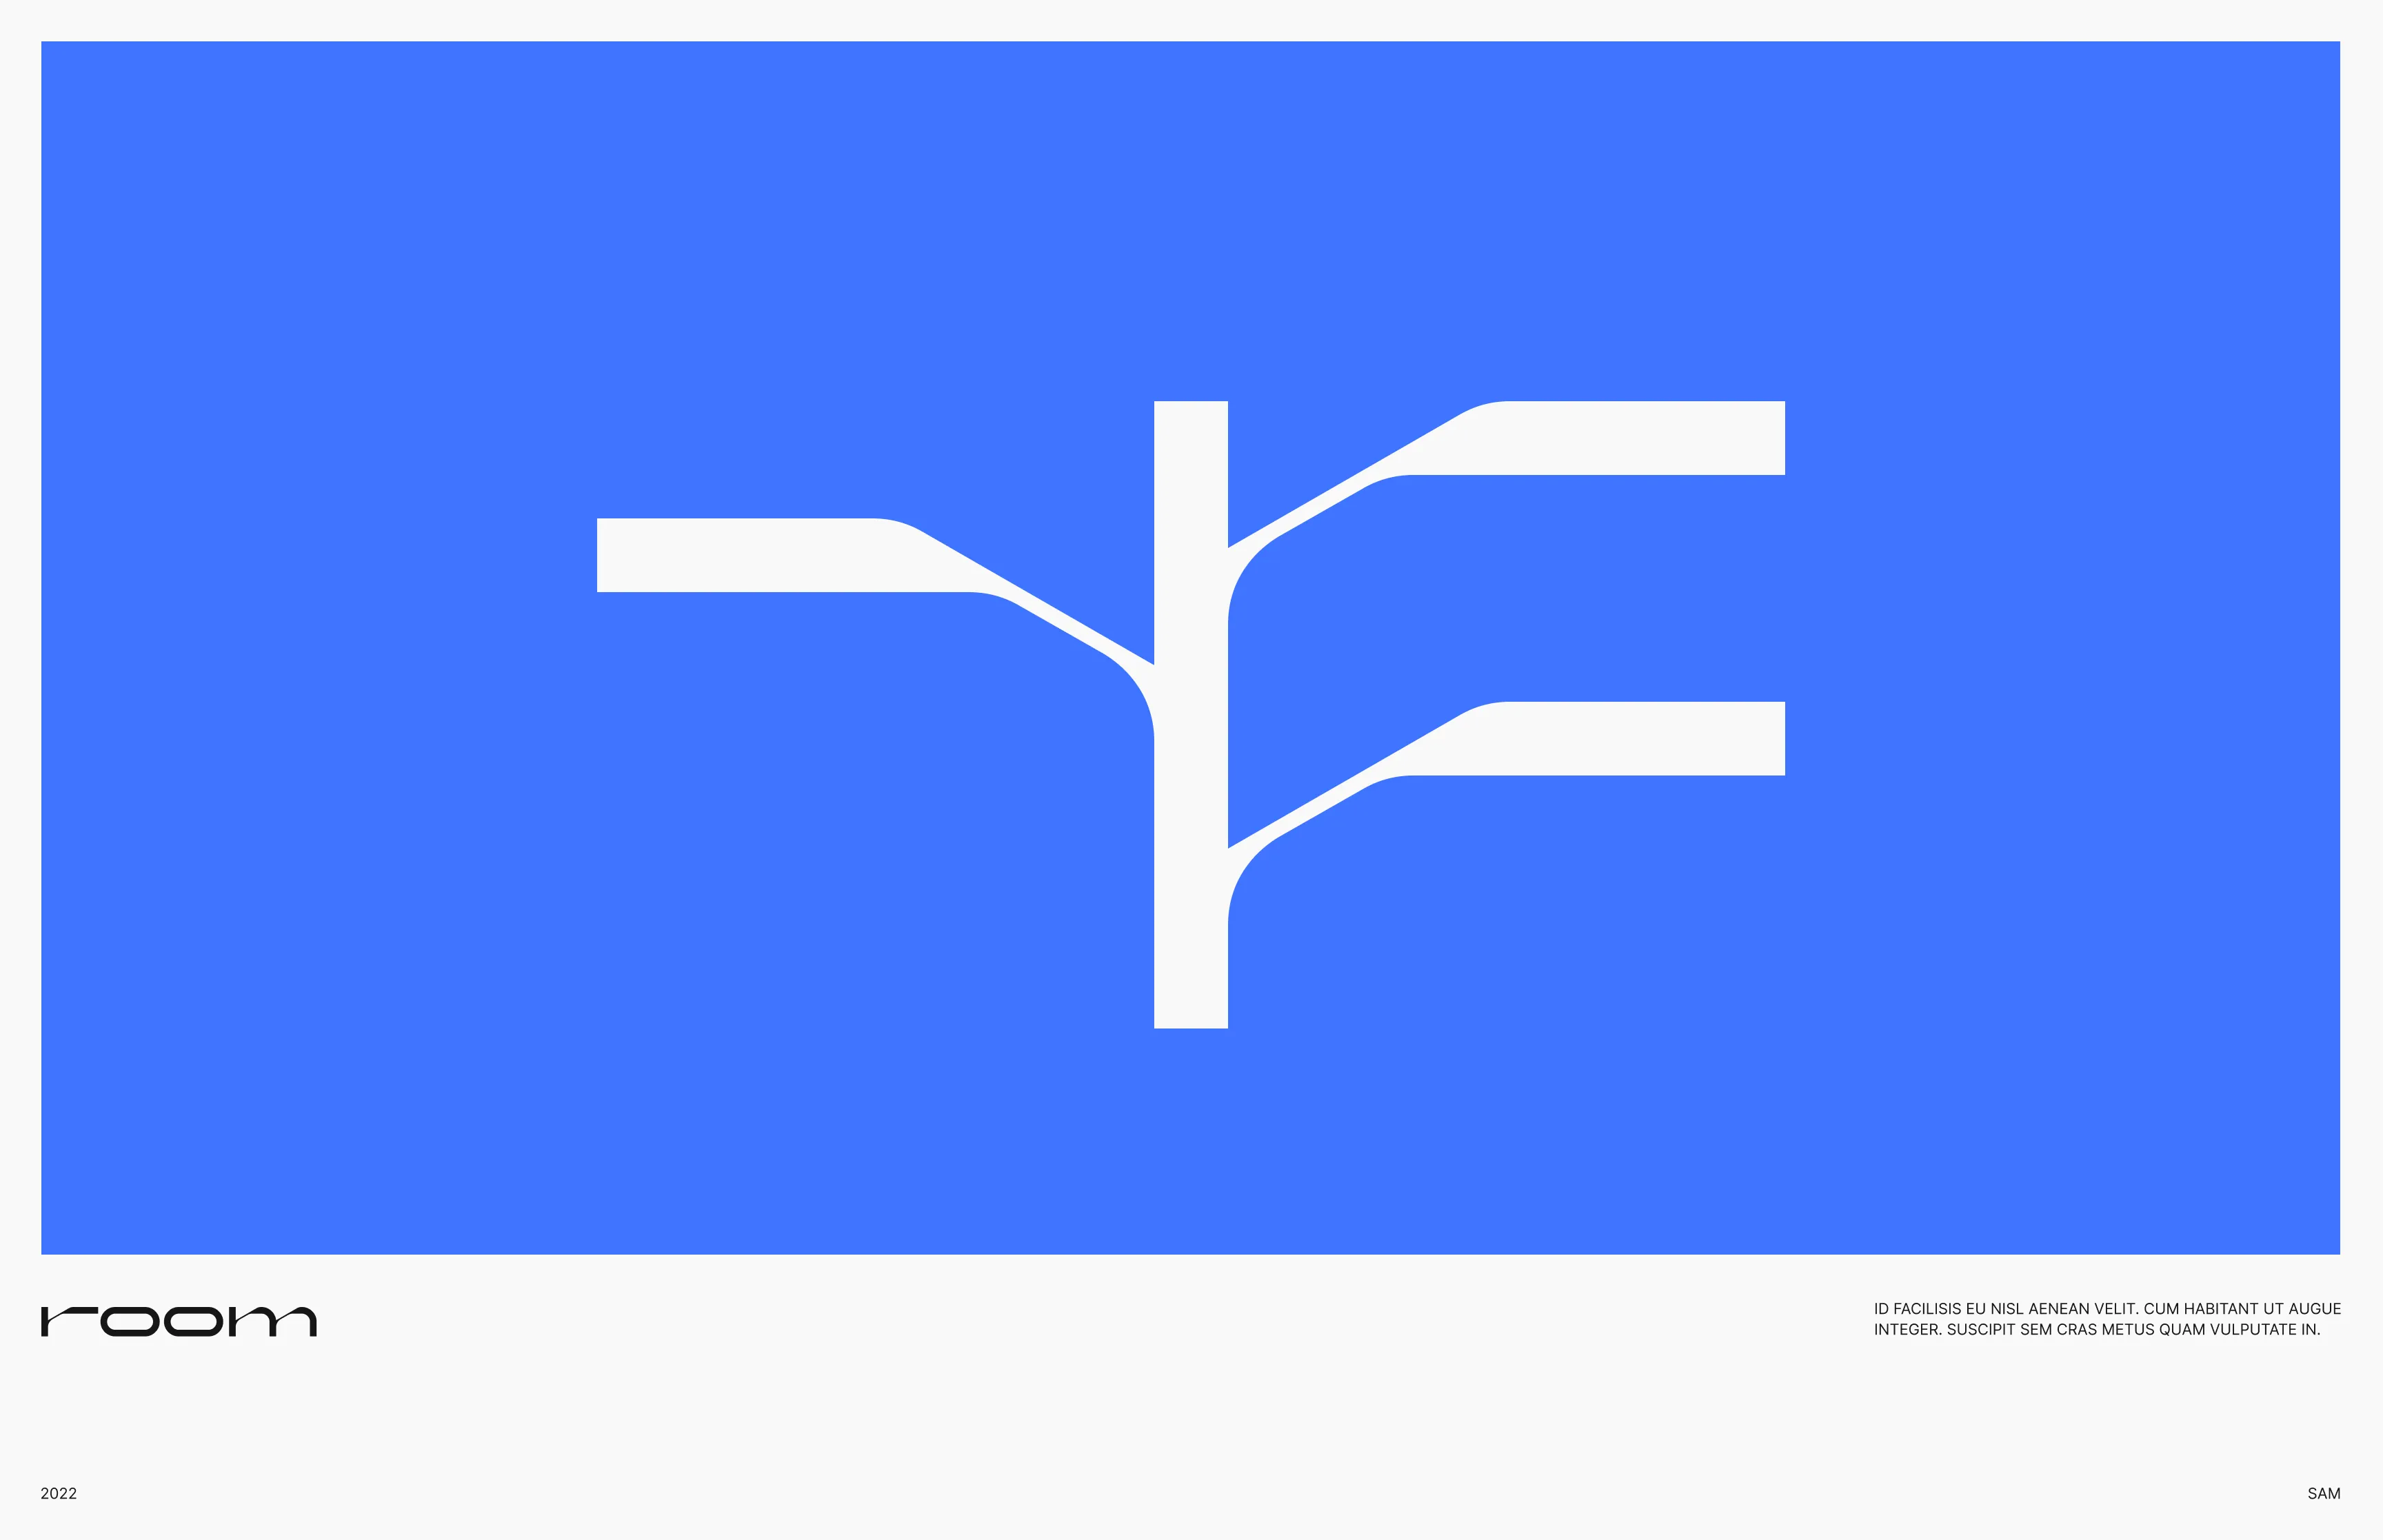 room
ID FACILISIS EU NISL AENEAN VELIT. CUM HABITANT UT AUGUE
INTEGER. SUSCIPIT SEM CRAS METUS QUAM VULPUTATE IN.
2022
SAM